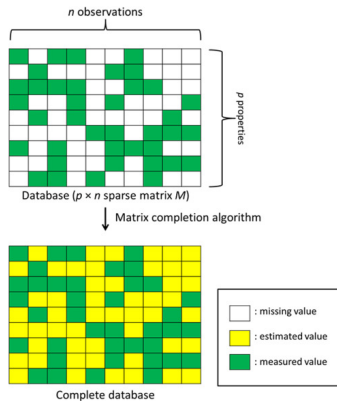 n observations
p properties
Database (p × n sparse matrix M)
Matrix completion algorithm
: missing value
: estimated value
: measured value
Complete database